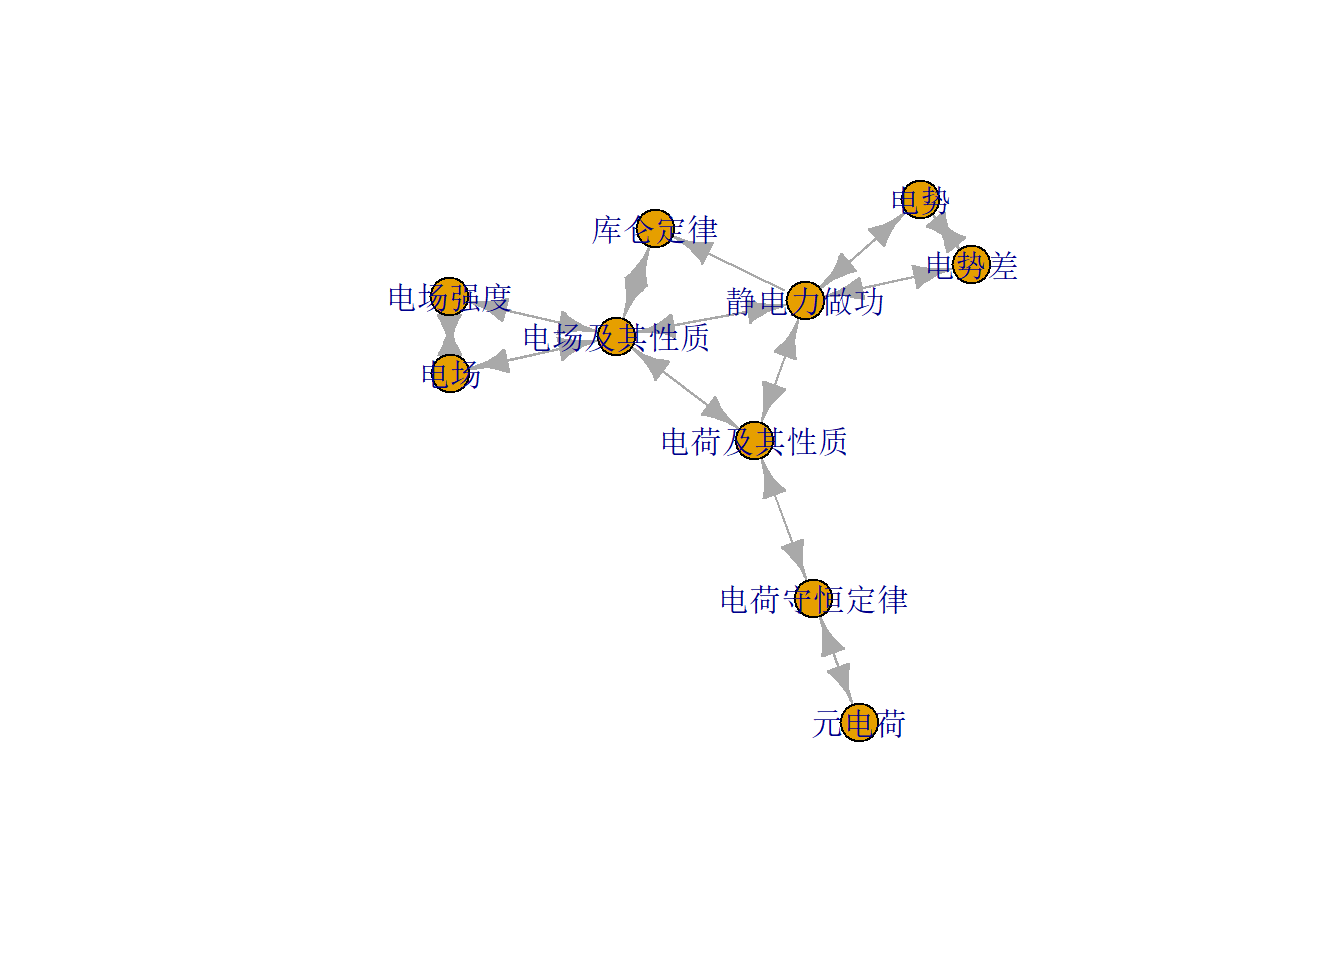 电势
库仑定律
电势差
电场强度
静电力做功
电场及其性质
电场
电荷及其性质
电荷守恒定律
元电荷